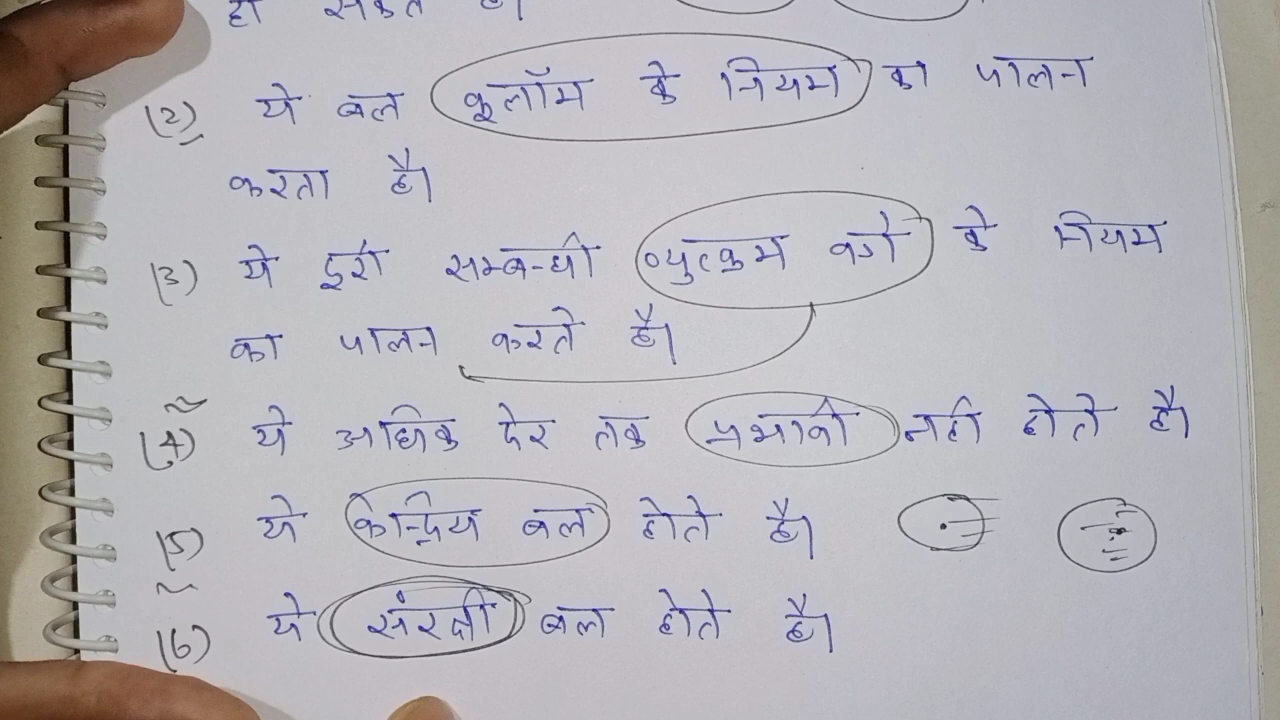 हो सकते है।
(2) ये बल कूलॉम के नियम का पालन
करता है।
(3) ये दूरी सम्बन्धी व्युत्क्रम वर्ग के नियम
का पालन करते है।
(4) ये अधिक देर तक प्रभावी नही होते है।
(5) ये केन्द्रिय बल होते है।
(6) ये संरक्षी बल होते है।